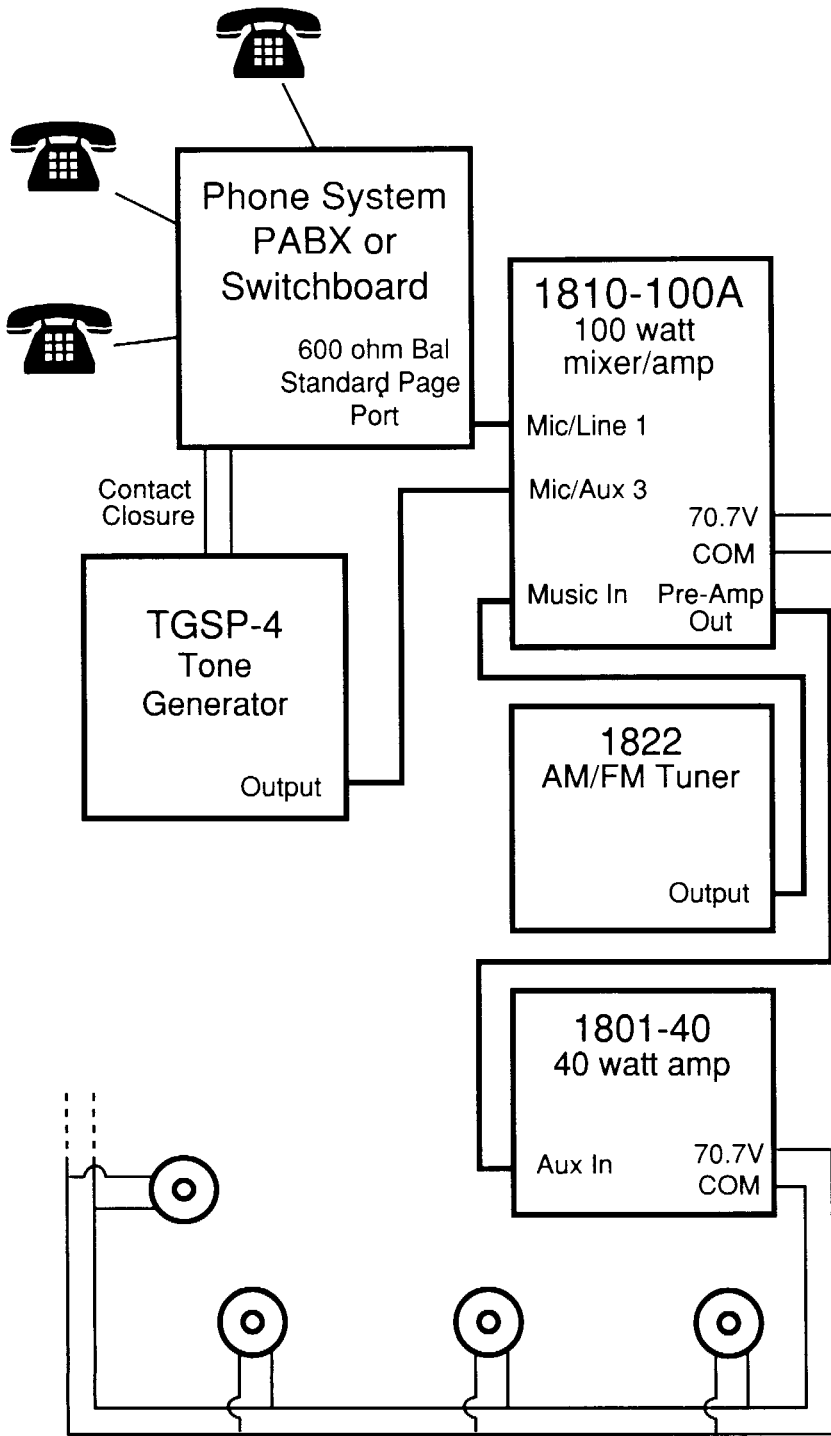 Phone System
PABX or
Switchboard
600 ohm Bal
Standard Page
Port
Contact
Closure
TGSP-4
Tone
Generator
Output
1810-100A
100 watt
mixer/amp
Mic/Line 1
Mic/Aux 3
70.7V
COM
Music In
Pre-Amp
Out
1822
AM/FM Tuner
Output
1801-40
40 watt amp
Aux In
70.7V
COM